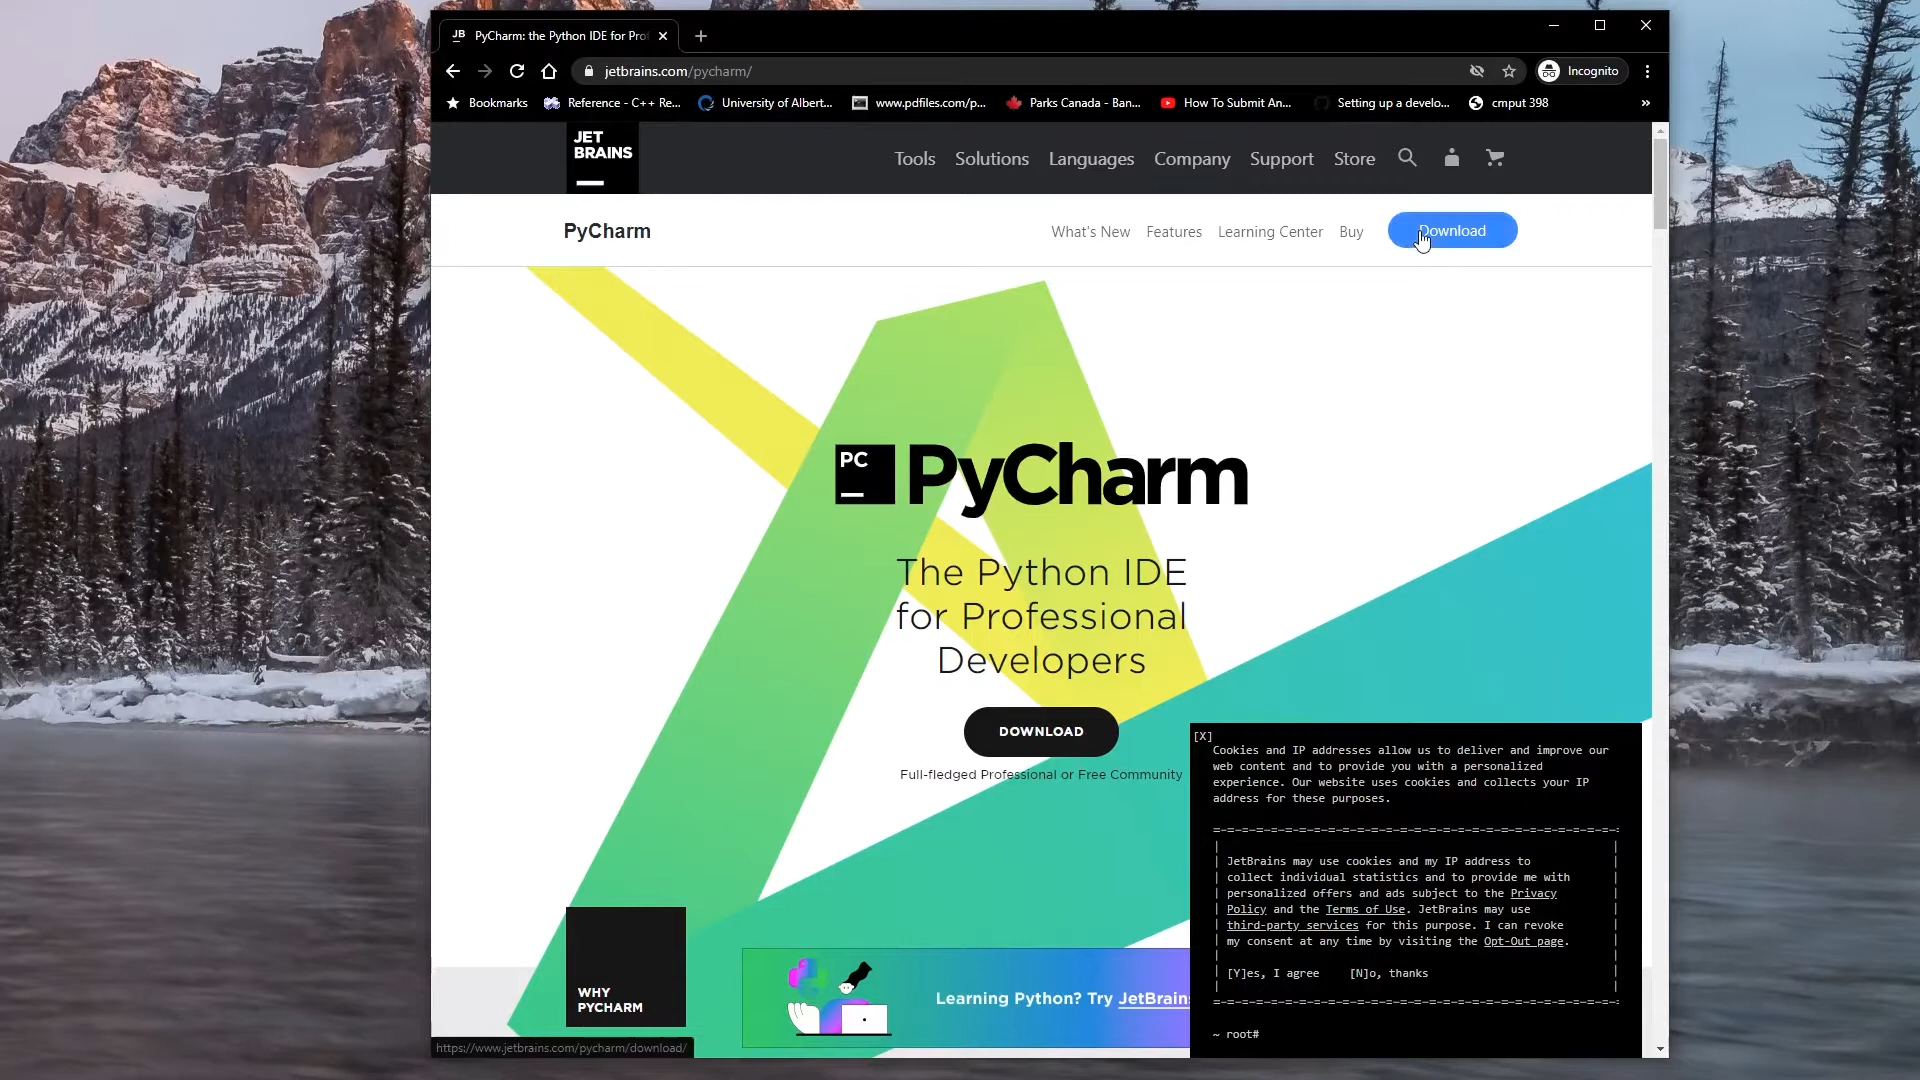 JB PyCharm: the Python IDE for Prof
jetbrains.com/pycharm/
Incognito
Bookmarks
Reference - C++ Re...
University of Albert...
www.pdfiles.com/p...
Parks Canada - Ban...
How To Submit An...
Setting up a develo...
cmput 398
»
JET
BRAINS
Tools Solutions Languages Company Support Store
PyCharm
What's New Features Learning Center Buy Download
PC PyCharm
The Python IDE
for Professional
Developers
DOWNLOAD
Full-fledged Professional or Free Community
[X]
Cookies and IP addresses allow us to deliver and improve our
web content and to provide you with a personalized
experience. Our website uses cookies and collects your IP
address for these purposes.
JetBrains may use cookies and my IP address to
collect individual statistics and to provide me with
personalized offers and ads subject to the Privacy
Policy and the Terms of Use. JetBrains may use
third-party services for this purpose. I can revoke
my consent at any time by visiting the Opt-Out page.
[Y]es, I agree [N]o, thanks
~ root#
WHY
PYCHARM
Learning Python? Try JetBrains
https://www.jetbrains.com/pycharm/download/